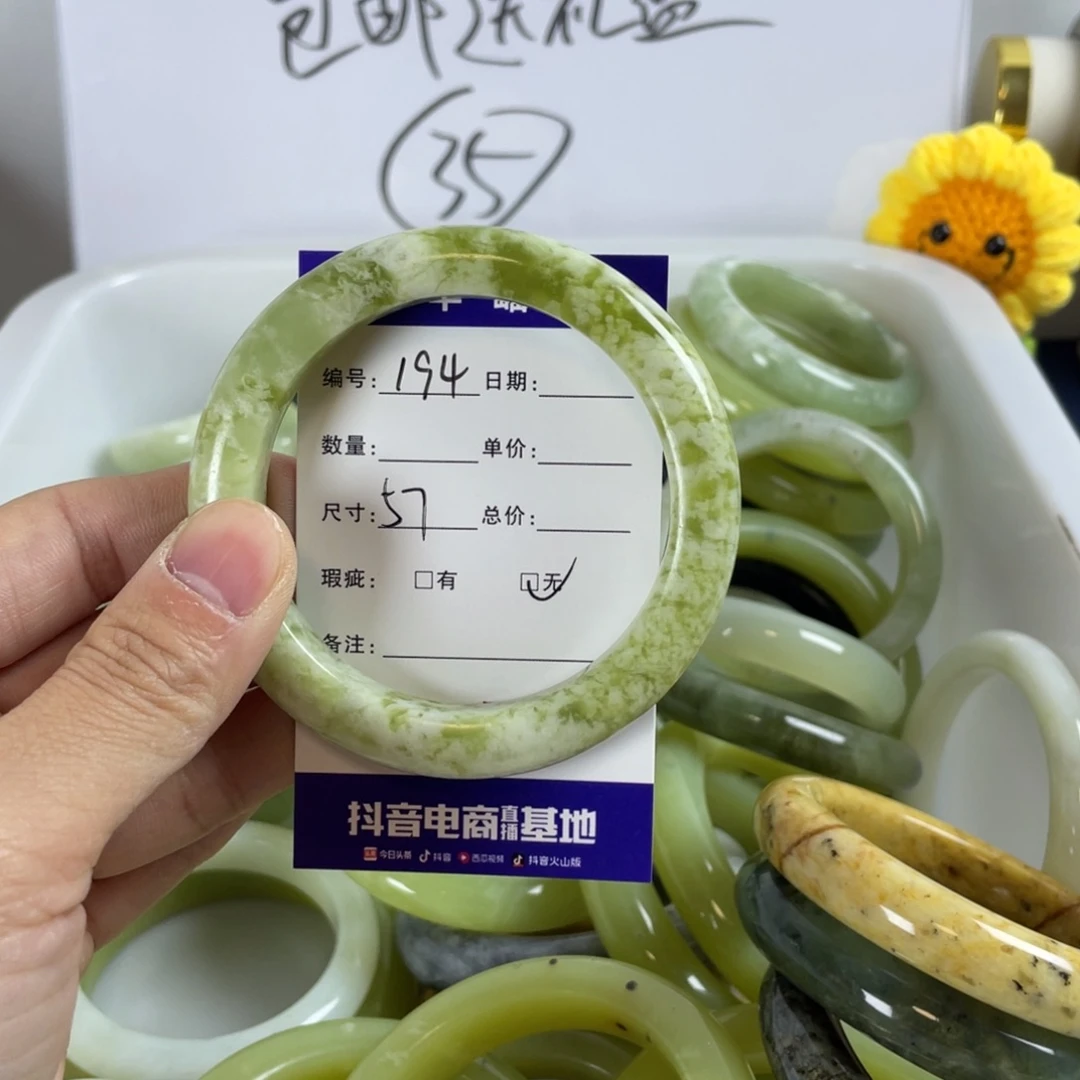 包邮送礼盒
35
编号: 194 日期:
数量: 单价:
尺寸: 57 总价:
瑕疵: □有 □无
备注:
抖音电商直播基地
今日头条 抖音 西瓜视频 抖音火山版